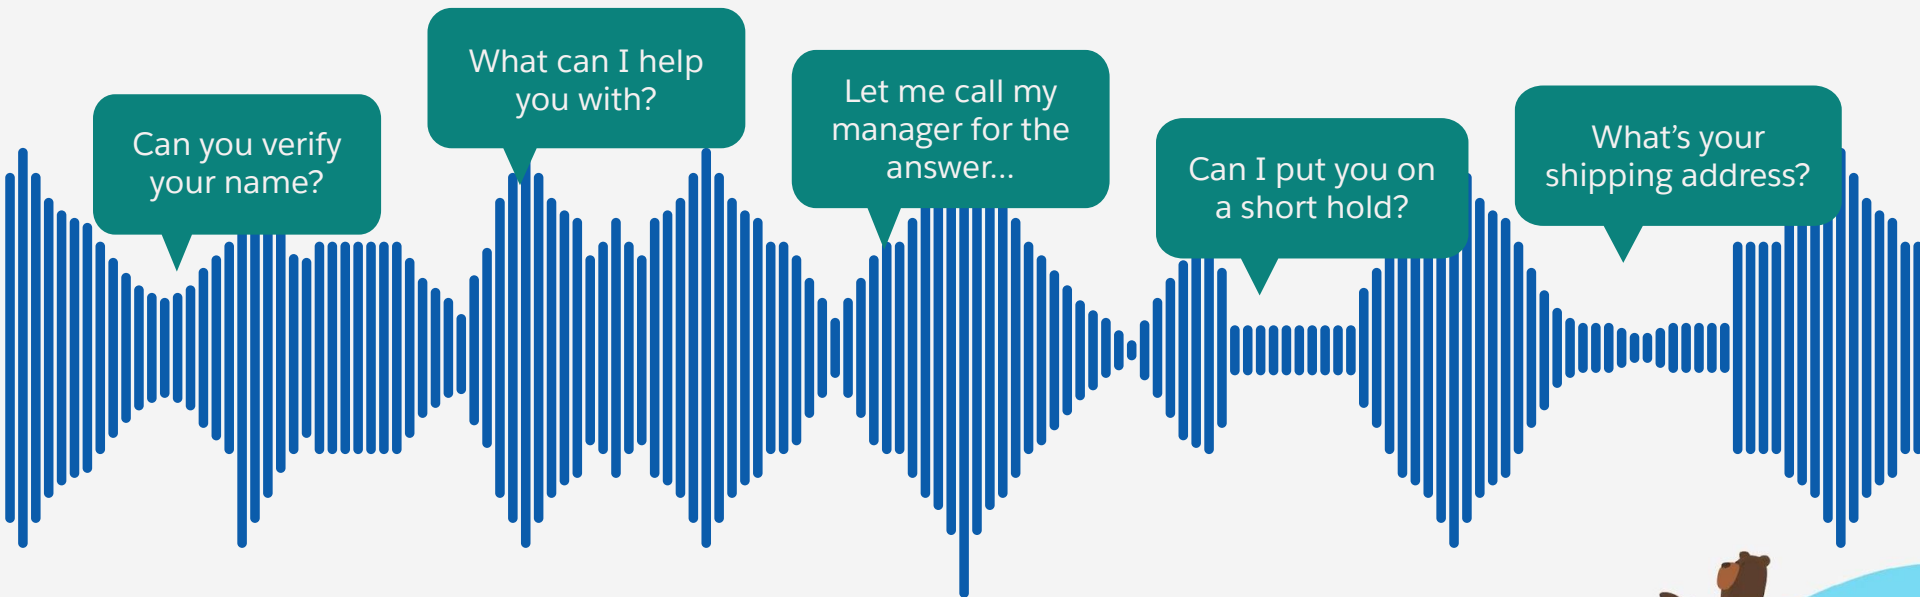 Can you verify
your name?
What can I help
you with?
Let me call my
manager for the
answer...
Can I put you on
a short hold?
What’s your
shipping address?